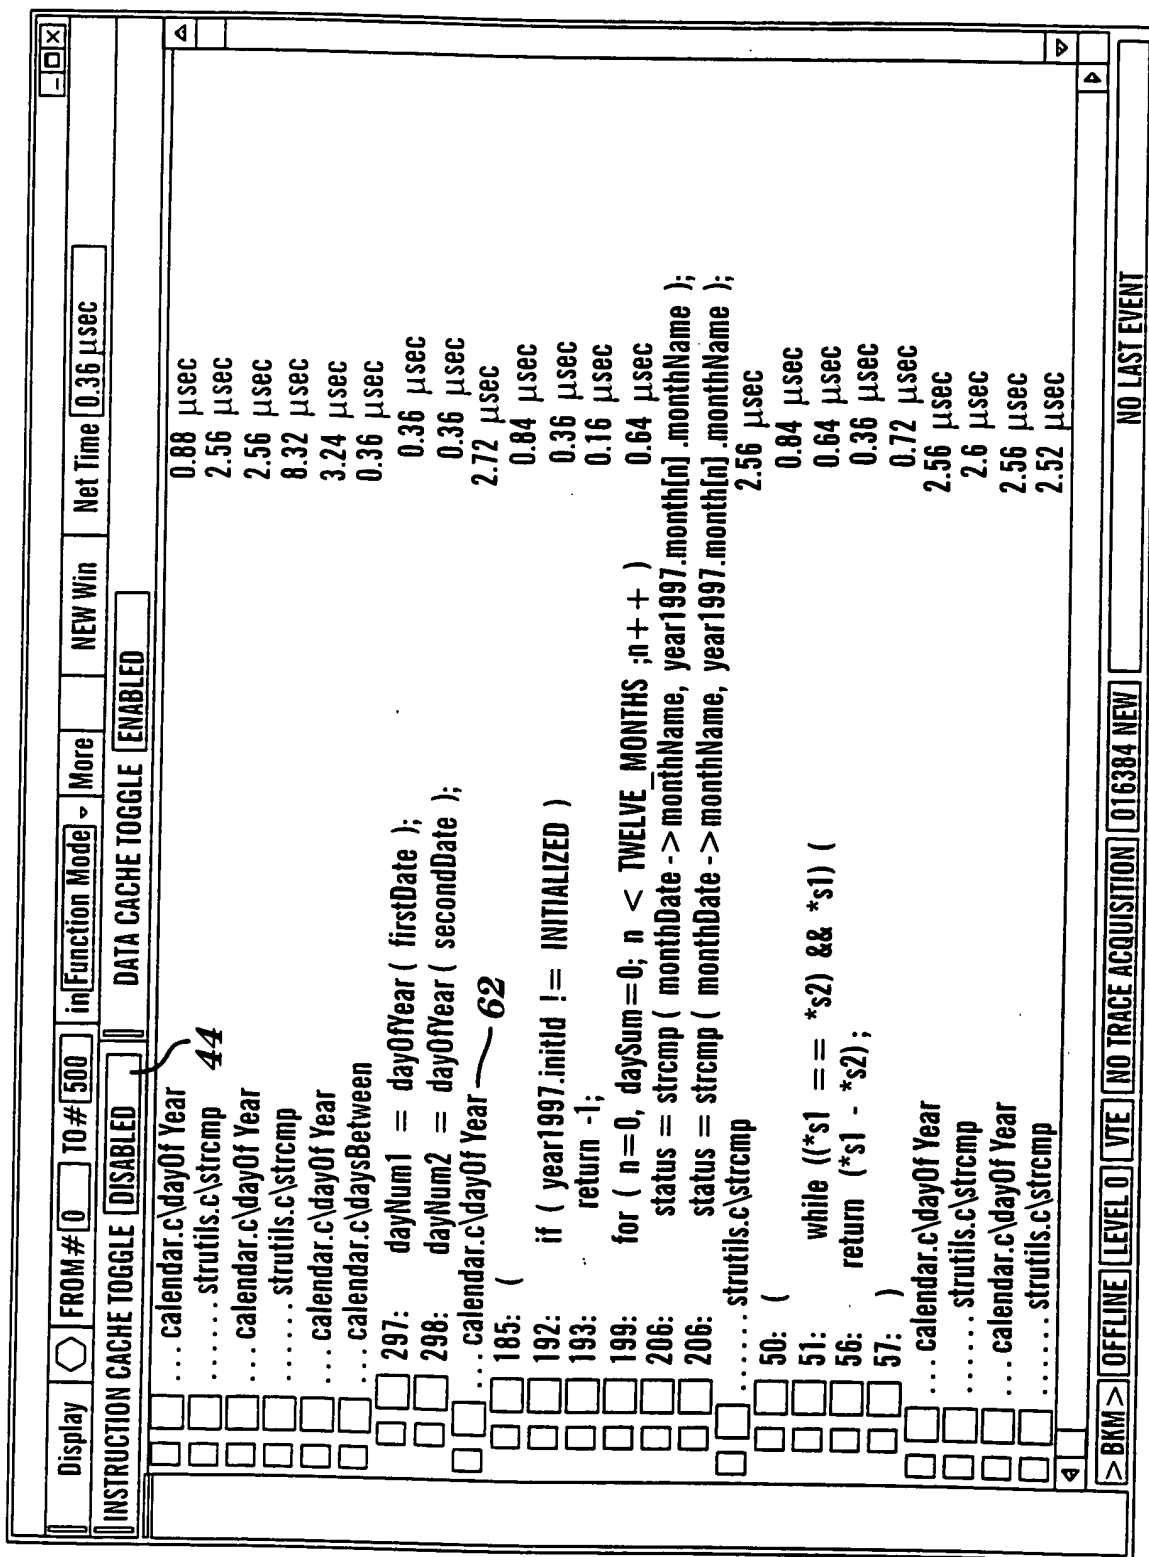 Display FROM# 0 TO# 500 in Function Mode More NEW Win Net Time 0.36 µsec
INSTRUCTION CACHE TOGGLE DISABLED DATA CACHE TOGGLE ENABLED
44
...calendar.c\dayOf Year 0.88 µsec
......strutils.c\strcmp 2.56 µsec
...calendar.c\dayOf Year 2.56 µsec
......strutils.c\strcmp 8.32 µsec
...calendar.c\dayOf Year 3.24 µsec
...calendar.c\daysBetween 0.36 µsec
297: dayNum1 = dayOfYear ( firstDate ); 0.36 µsec
298: dayNum2 = dayOfYear ( secondDate ); 0.36 µsec
...calendar.c\dayOf Year 2.72 µsec
62
185: ( 0.84 µsec
192: if ( year1997.initId != INITIALIZED ) 0.36 µsec
193: return -1; 0.16 µsec
199: for ( n=0, daySum=0; n < TWELVE_MONTHS ;n++ ) 0.64 µsec
206: status = strcmp ( monthDate ->monthName, year1997.month[n] .monthName );
206: status = strcmp ( monthDate ->monthName, year1997.month[n] .monthName );
......strutils.c\strcmp 2.56 µsec
50: ( 0.84 µsec
51: while ((*s1 == *s2) && *s1) ( 0.64 µsec
56: return (*s1 - *s2); 0.36 µsec
57: ) 0.72 µsec
...calendar.c\dayOf Year 2.56 µsec
......strutils.c\strcmp 2.6 µsec
...calendar.c\dayOf Year 2.56 µsec
......strutils.c\strcmp 2.52 µsec
>BKM> OFFLINE LEVEL 0 VTE NO TRACE ACQUISITION 016384 NEW NO LAST EVENT